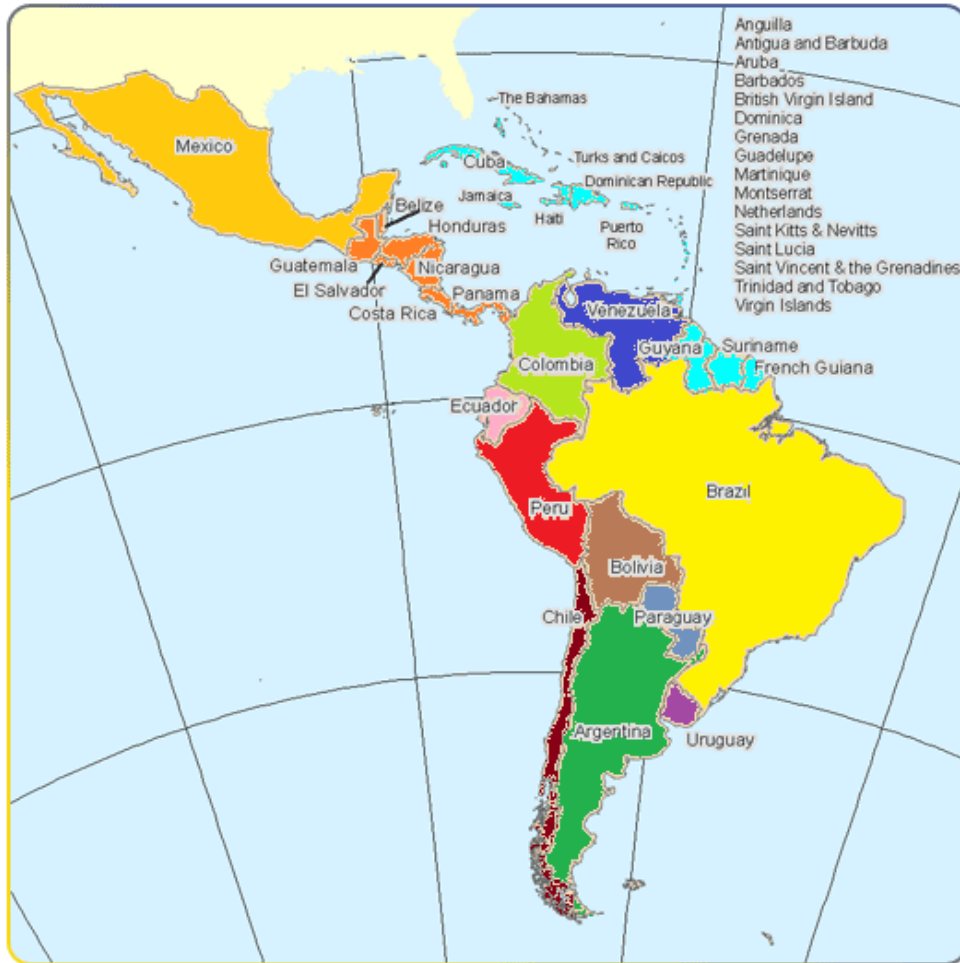 Anguilla
Antigua and Barbuda
Aruba
Barbados
British Virgin Island
Dominica
Grenada
Guadelupe
Martinique
Montserrat
Netherlands
Saint Kitts & Nevitts
Saint Lucia
Saint Vincent & the Grenadines
Trinidad and Tobago
Virgin Islands
The Bahamas
Mexico
Cuba
Turks and Caicos
Dominican Republic
Jamaica
Haiti
Puerto
Rico
Belize
Honduras
Guatemala
Nicaragua
El Salvador
Panama
Costa Rica
Venezuela
Guyana
Suriname
French Guiana
Colombia
Ecuador
Brazil
Peru
Bolivia
Chile
Paraguay
Argentina
Uruguay